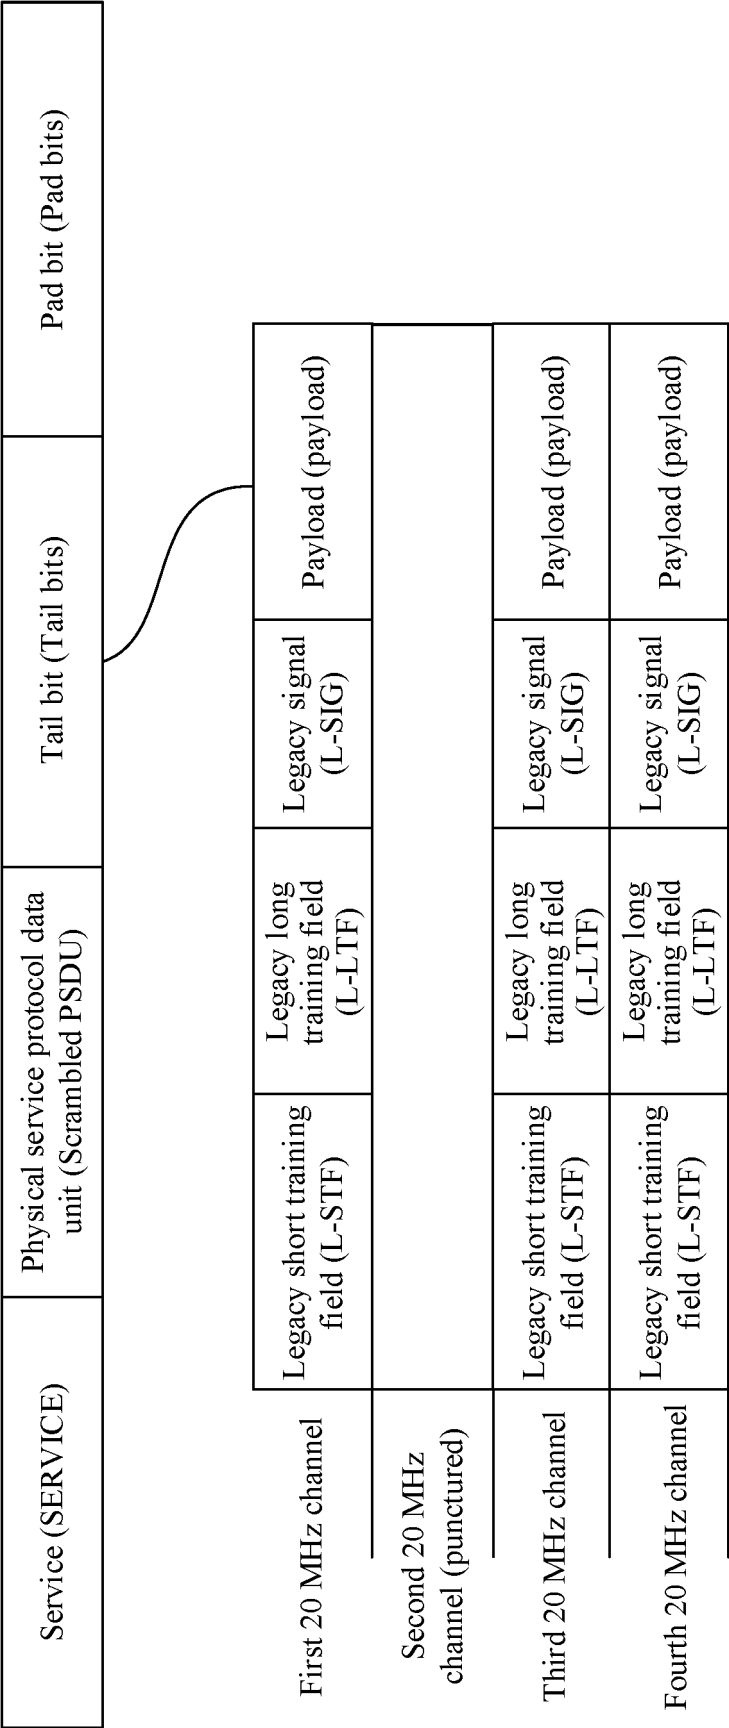 Service (SERVICE)
Physical service protocol data
unit (Scrambled PSDU)
Tail bit (Tail bits)
Pad bit (Pad bits)
First 20 MHz channel
Legacy short training
field (L-STF)
Legacy long
training field
(L-LTF)
Legacy signal
(L-SIG)
Payload (payload)
Second 20 MHz
channel (punctured)
Third 20 MHz channel
Legacy short training
field (L-STF)
Legacy long
training field
(L-LTF)
Legacy signal
(L-SIG)
Payload (payload)
Fourth 20 MHz channel
Legacy short training
field (L-STF)
Legacy long
training field
(L-LTF)
Legacy signal
(L-SIG)
Payload (payload)